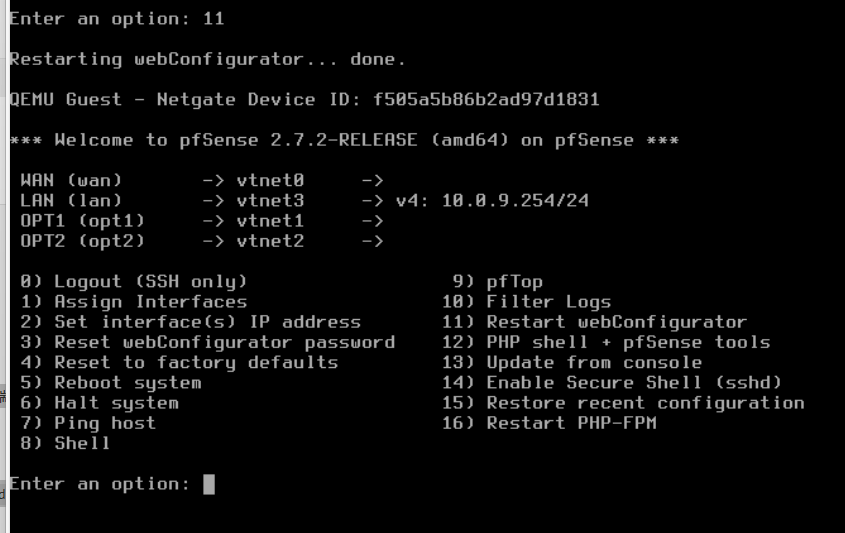 Enter an option: 11
Restarting webConfigurator... done.
QEMU Guest - Netgate Device ID: f505a5b86b2ad97d1831
*** Welcome to pfSense 2.7.2-RELEASE (amd64) on pfSense ***
WAN (wan)       -> vtnet0     ->
LAN (lan)       -> vtnet3     -> v4: 10.0.9.254/24
OPT1 (opt1)     -> vtnet1     ->
OPT2 (opt2)     -> vtnet2     ->
0) Logout (SSH only)                  9) pfTop
1) Assign Interfaces                 10) Filter Logs
2) Set interface(s) IP address       11) Restart webConfigurator
3) Reset webConfigurator password    12) PHP shell + pfSense tools
4) Reset to factory defaults         13) Update from console
5) Reboot system                     14) Enable Secure Shell (sshd)
6) Halt system                       15) Restore recent configuration
7) Ping host                         16) Restart PHP-FPM
8) Shell
Enter an option: